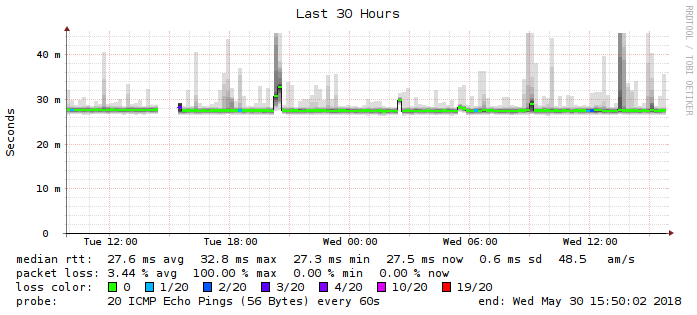 Last 30 Hours
RRDTOOL / TOBI OETIKER
Seconds
40 m
30 m
20 m
10 m
0
Tue 12:00 Tue 18:00 Wed 00:00 Wed 06:00 Wed 12:00
median rtt: 27.6 ms avg 32.8 ms max 27.3 ms min 27.5 ms now 0.6 ms sd 48.5 am/s
packet loss: 3.44 % avg 100.00 % max 0.00 % min 0.00 % now
loss color: 0 1/20 2/20 3/20 4/20 10/20 19/20
probe: 20 ICMP Echo Pings (56 Bytes) every 60s end: Wed May 30 15:50:02 2018